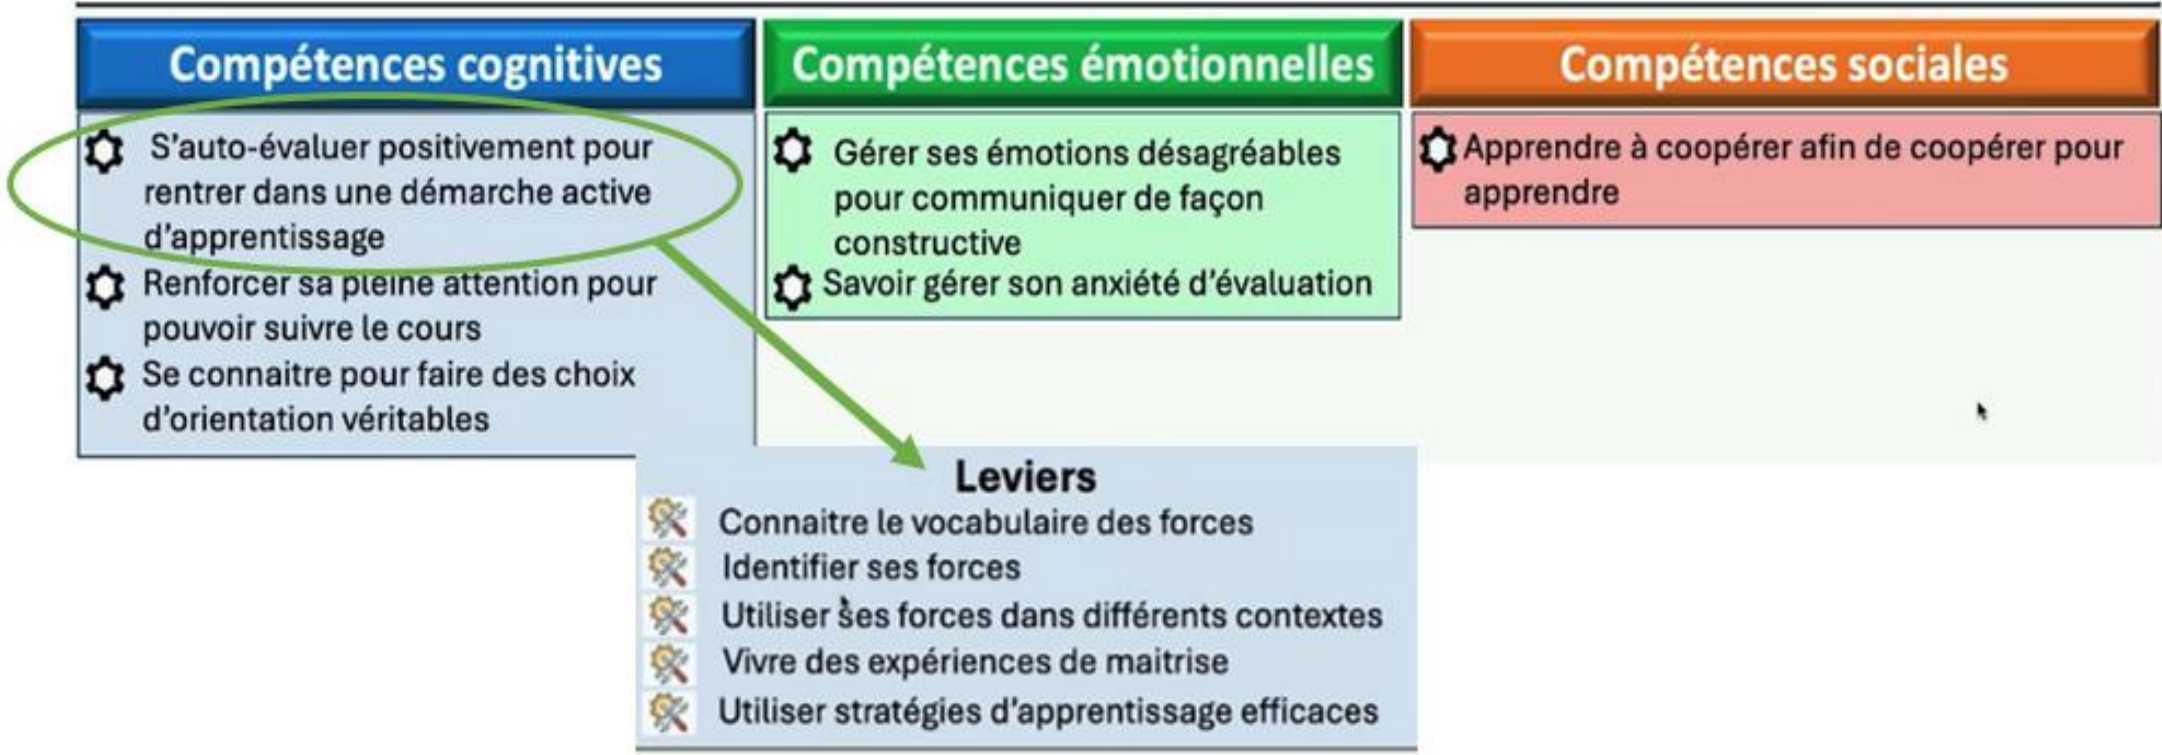 Compétences cognitives
S'auto-évaluer positivement pour
rentrer dans une démarche active
d'apprentissage
Renforcer sa pleine attention pour
pouvoir suivre le cours
Se connaitre pour faire des choix
d'orientation véritables
Compétences émotionnelles
Gérer ses émotions désagréables
pour communiquer de façon
constructive
Savoir gérer son anxiété d'évaluation
Compétences sociales
Apprendre à coopérer afin de coopérer pour
apprendre
Leviers
Connaitre le vocabulaire des forces
Identifier ses forces
Utiliser ses forces dans différents contextes
Vivre des expériences de maitrise
Utiliser stratégies d'apprentissage efficaces